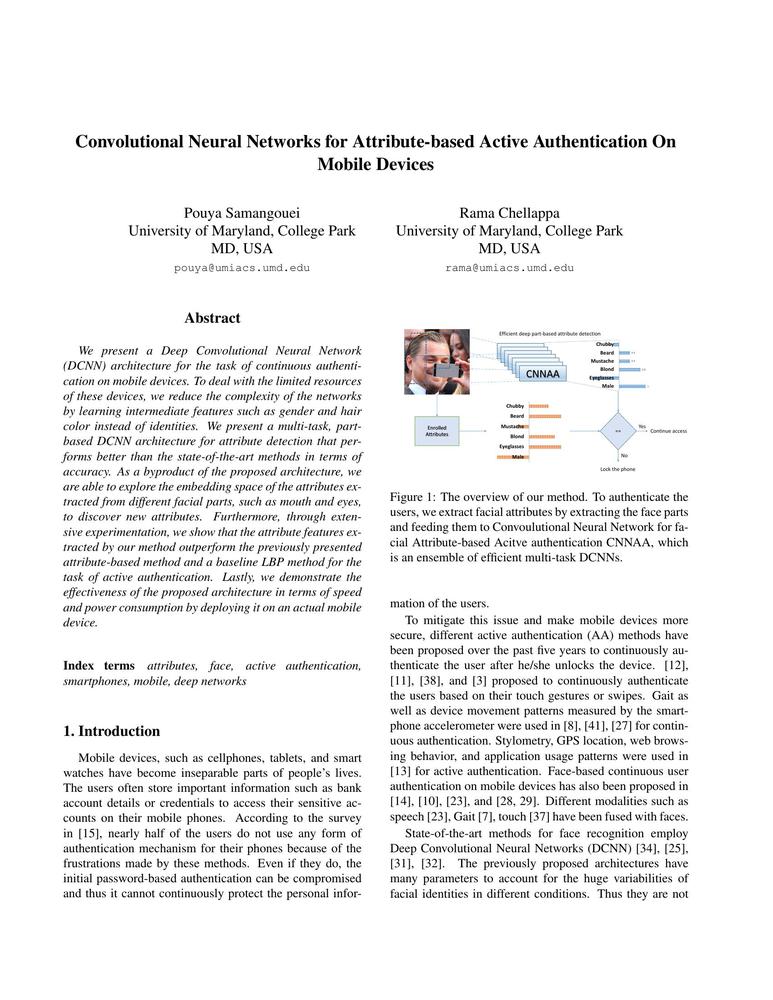 Convolutional Neural Networks for Attribute-based Active Authentication On
Mobile Devices
Pouya Samangouei
University of Maryland, College Park
MD, USA
pouya@umiacs.umd.edu
Rama Chellappa
University of Maryland, College Park
MD, USA
rama@umiacs.umd.edu
Abstract
We present a Deep Convolutional Neural Network
(DCNN) architecture for the task of continuous authenti-
cation on mobile devices. To deal with the limited resources
of these devices, we reduce the complexity of the networks
by learning intermediate features such as gender and hair
color instead of identities. We present a multi-task, part-
based DCNN architecture for attribute detection that per-
forms better than the state-of-the-art methods in terms of
accuracy. As a byproduct of the proposed architecture, we
are able to explore the embedding space of the attributes ex-
tracted from different facial parts, such as mouth and eyes,
to discover new attributes. Furthermore, through exten-
sive experimentation, we show that the attribute features ex-
tracted by our method outperform the previously presented
attribute-based method and a baseline LBP method for the
task of active authentication. Lastly, we demonstrate the
effectiveness of the proposed architecture in terms of speed
and power consumption by deploying it on an actual mobile
device.
Index terms attributes, face, active authentication,
smartphones, mobile, deep networks
1. Introduction
Mobile devices, such as cellphones, tablets, and smart
watches have become inseparable parts of people's lives.
The users often store important information such as bank
account details or credentials to access their sensitive ac-
counts on their mobile phones. According to the survey
in [15], nearly half of the users do not use any form of
authentication mechanism for their phones because of the
frustrations made by these methods. Even if they do, the
initial password-based authentication can be compromised
and thus it cannot continuously protect the personal infor-
Efficient deep part-based attribute detection
CNNAA
Chubby
Beard
Mustache
Blond
Eyeglasses
Male
Enrolled
Attributes
Chubby
Beard
Mustache
Blond
Eyeglasses
Male
==
Yes
Continue access
No
Lock the phone
Figure 1: The overview of our method. To authenticate the
users, we extract facial attributes by extracting the face parts
and feeding them to Convoulutional Neural Network for fa-
cial Attribute-based Acitve authentication CNNAA, which
is an ensemble of efficient multi-task DCNNs.
mation of the users.
To mitigate this issue and make mobile devices more
secure, different active authentication (AA) methods have
been proposed over the past five years to continuously au-
thenticate the user after he/she unlocks the device. [12],
[11], [38], and [3] proposed to continuously authenticate
the users based on their touch gestures or swipes. Gait as
well as device movement patterns measured by the smart-
phone accelerometer were used in [8], [41], [27] for contin-
uous authentication. Stylometry, GPS location, web brows-
ing behavior, and application usage patterns were used in
[13] for active authentication. Face-based continuous user
authentication on mobile devices has also been proposed in
[14], [10], [23], and [28, 29]. Different modalities such as
speech [23], Gait [7], touch [37] have been fused with faces.
State-of-the-art methods for face recognition employ
Deep Convolutional Neural Networks (DCNN) [34], [25],
[31], [32]. The previously proposed architectures have
many parameters to account for the huge variabilities of
facial identities in different conditions. Thus they are not